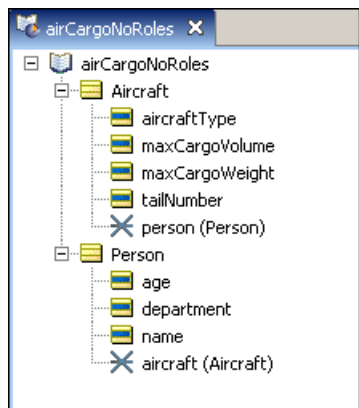 airCargoNoRoles
airCargoNoRoles
Aircraft
aircraftType
maxCargoVolume
maxCargoWeight
tailNumber
person (Person)
Person
age
department
name
aircraft (Aircraft)